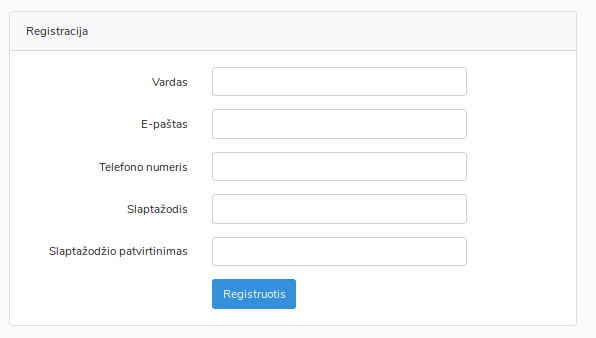 Registracija
Vardas
E-paštas
Telefono numeris
Slaptažodis
Slaptažodžio patvirtinimas
Registruotis